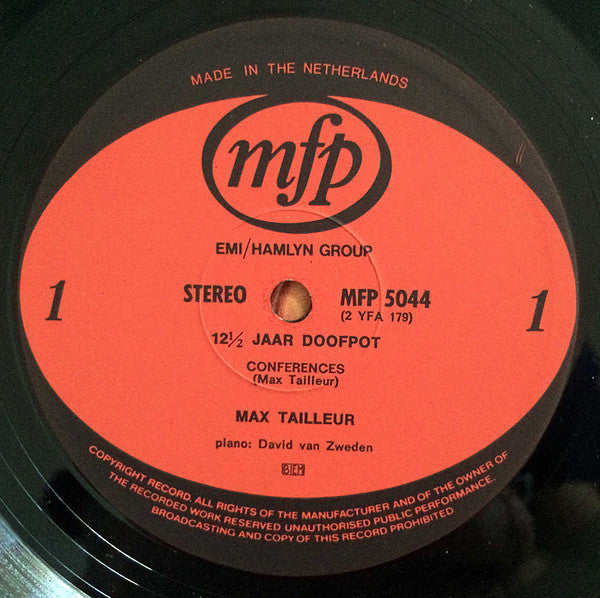 MADE IN THE NETHERLANDS
mfp
EMI/HAMLYN GROUP
1
STEREO
MFP 5044
(2 YFA 179)
1
12½ JAAR DOOFPOT
CONFERENCES
(Max Tailleur)
MAX TAILLEUR
piano: David van Zweden
BIEM
COPYRIGHT RECORD. ALL RIGHTS OF THE MANUFACTURER AND OF THE OWNER OF
THE RECORDED WORK RESERVED UNAUTHORISED PUBLIC PERFORMANCE.
BROADCASTING AND COPY OF THIS RECORD PROHIBITED